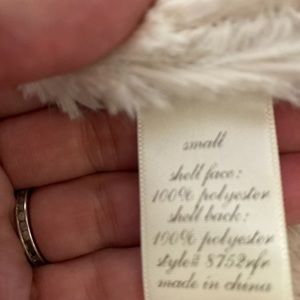 small
shell face:
100% polyester
shell back:
100% polyester
style# 8752rfr
made in china